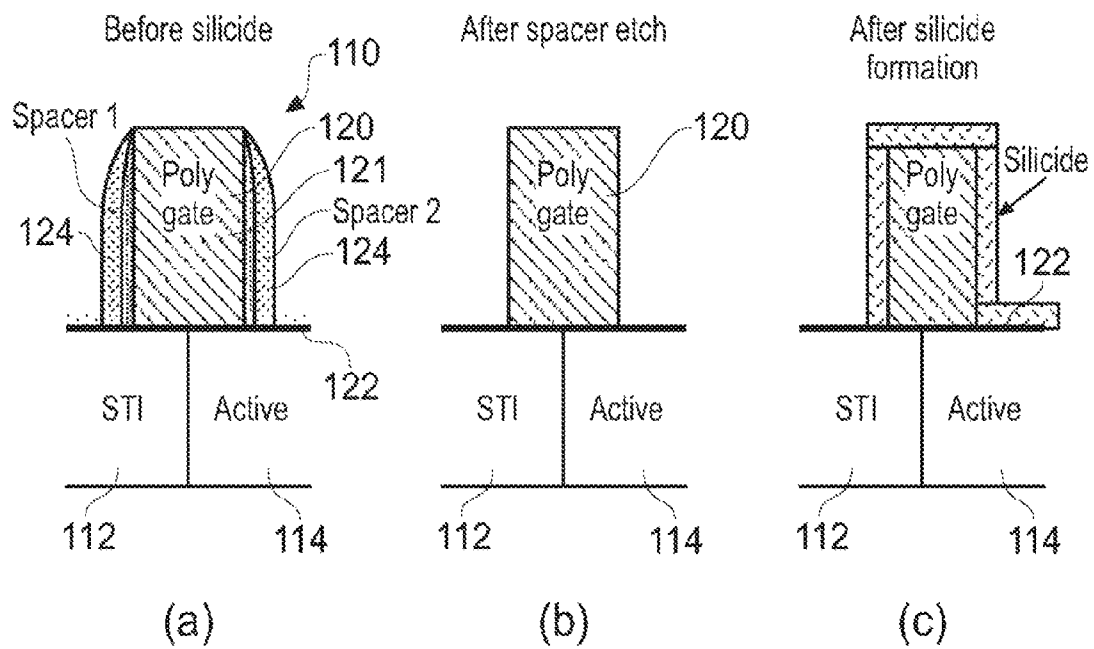 Before silicide
After spacer etch
After silicide
formation
110
Spacer 1
120
Poly
gate
121
Spacer 2
124
124
122
STI
Active
112
114
(a)
120
Poly
gate
STI
Active
112
114
(b)
Poly
gate
Silicide
122
STI
Active
112
114
(c)